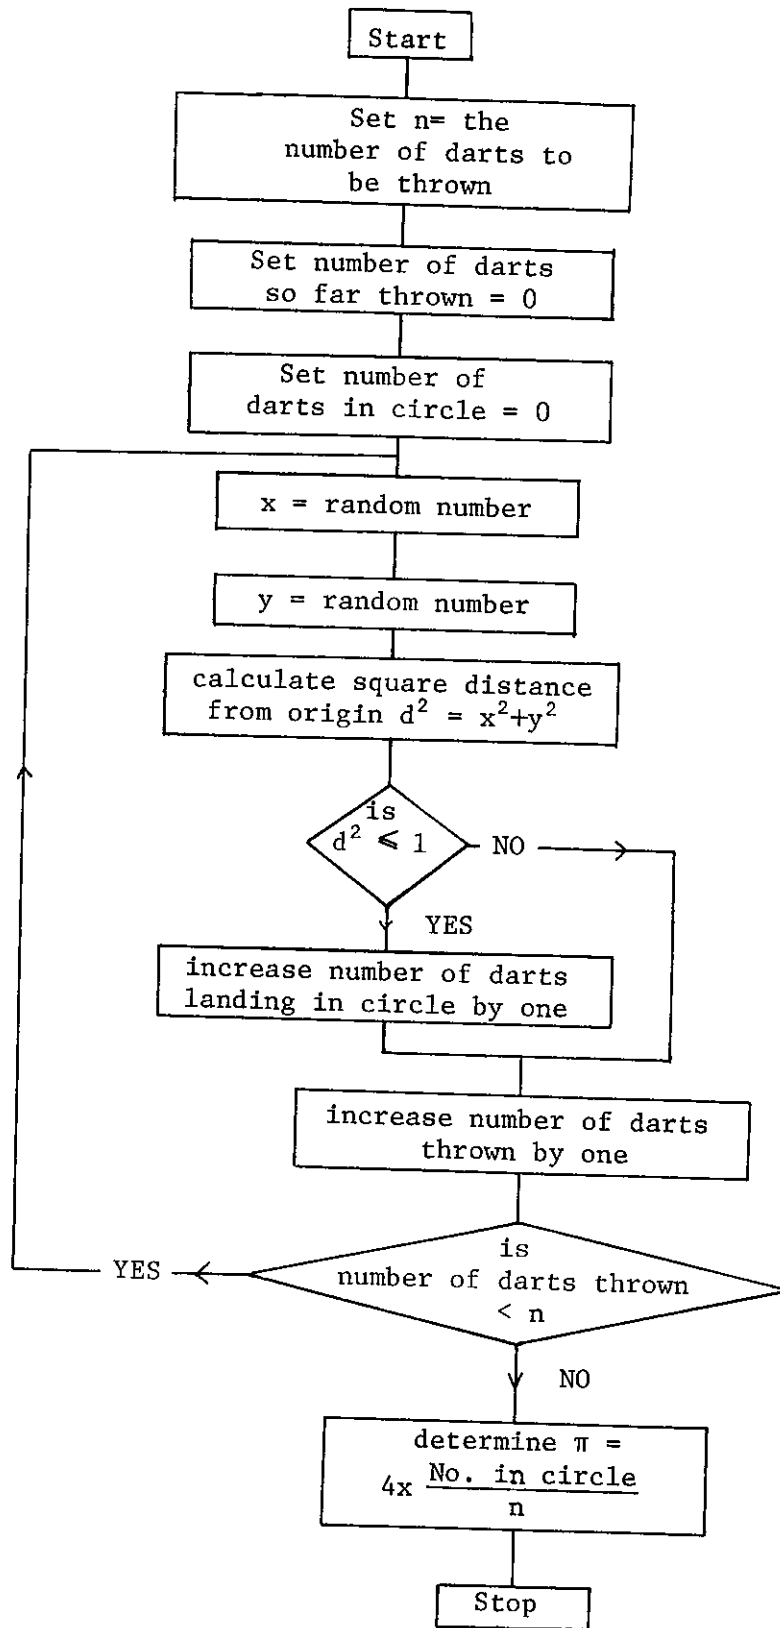 Start
Set n= the
number of darts to
be thrown
Set number of darts
so far thrown = 0
Set number of
darts in circle = 0
x = random number
y = random number
calculate square distance
from origin d² = x²+y²
is
d² ⩽ 1
NO
YES
increase number of darts
landing in circle by one
increase number of darts
thrown by one
is
number of darts thrown
< n
YES
NO
determine π =
4x No. in circle
n
Stop